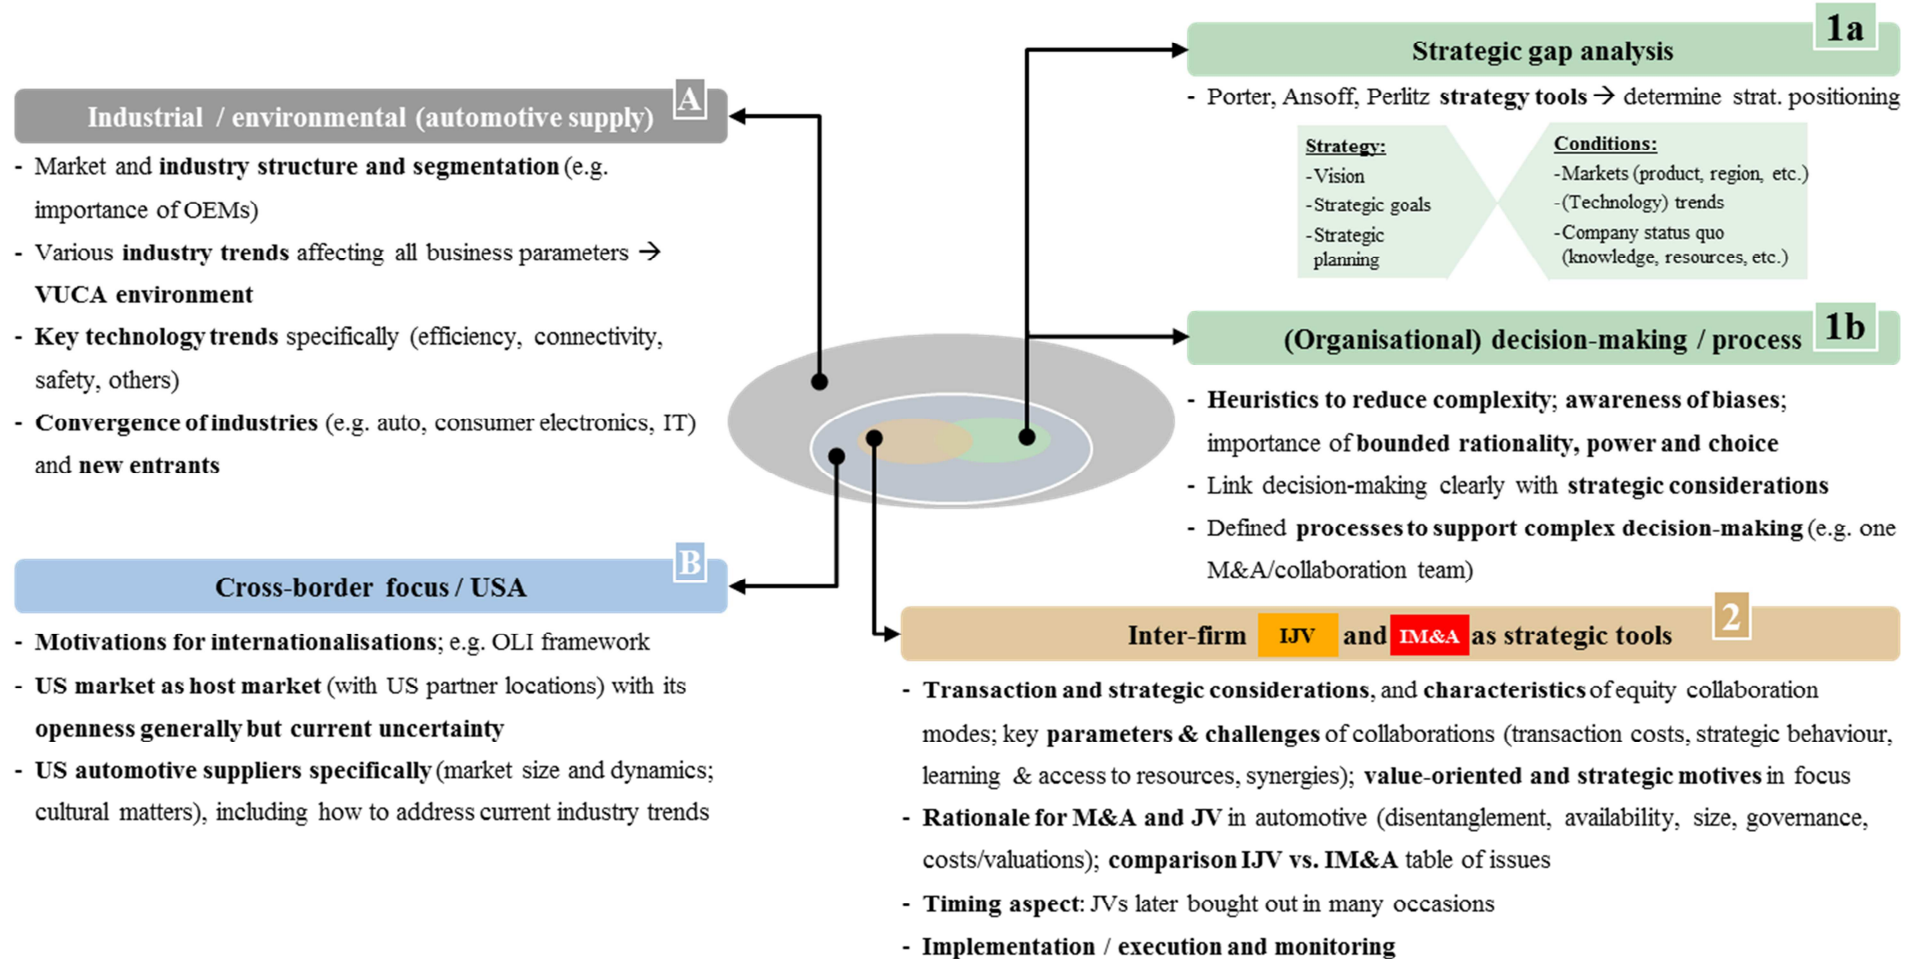 A
Industrial / environmental (automotive supply)
- Market and industry structure and segmentation (e.g.
importance of OEMs)
- Various industry trends affecting all business parameters →
VUCA environment
- Key technology trends specifically (efficiency, connectivity,
safety, others)
- Convergence of industries (e.g. auto, consumer electronics, IT)
and new entrants
B
Cross-border focus / USA
- Motivations for internationalisations; e.g. OLI framework
- US market as host market (with US partner locations) with its
openness generally but current uncertainty
- US automotive suppliers specifically (market size and dynamics;
cultural matters), including how to address current industry trends
1a
Strategic gap analysis
- Porter, Ansoff, Perlitz strategy tools → determine strat. positioning
Strategy:
-Vision
-Strategic goals
-Strategic
planning
Conditions:
-Markets (product, region, etc.)
-(Technology) trends
-Company status quo
(knowledge, resources, etc.)
1b
(Organisational) decision-making / process
- Heuristics to reduce complexity; awareness of biases;
importance of bounded rationality, power and choice
- Link decision-making clearly with strategic considerations
- Defined processes to support complex decision-making (e.g. one
M&A/collaboration team)
2
Inter-firm IJV and IM&A as strategic tools
- Transaction and strategic considerations, and characteristics of equity collaboration
modes; key parameters & challenges of collaborations (transaction costs, strategic behaviour,
learning & access to resources, synergies); value-oriented and strategic motives in focus
- Rationale for M&A and JV in automotive (disentanglement, availability, size, governance,
costs/valuations); comparison IJV vs. IM&A table of issues
- Timing aspect: JVs later bought out in many occasions
- Implementation / execution and monitoring